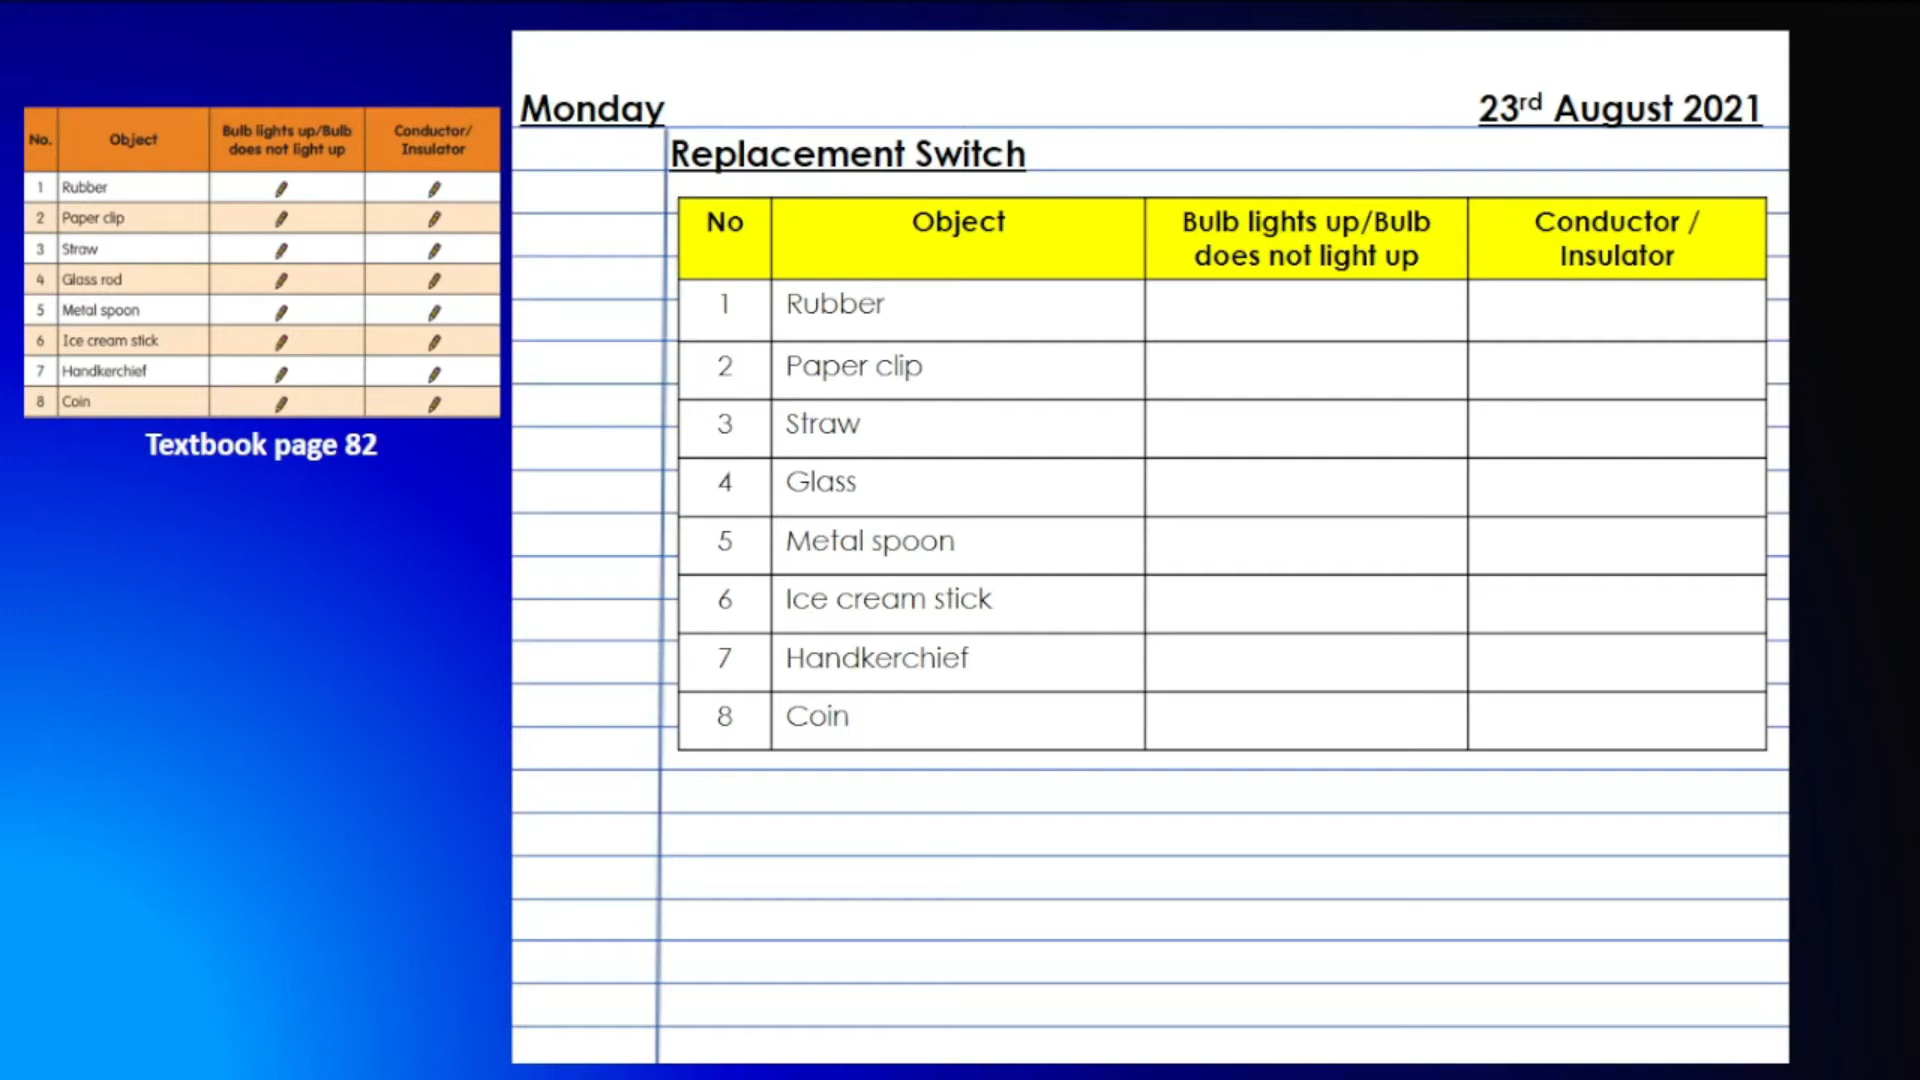 No. Object Bulb lights up/Bulb does not light up Conductor/ Insulator
1 Rubber
2 Paper clip
3 Straw
4 Glass rod
5 Metal spoon
6 Ice cream stick
7 Handkerchief
8 Coin
Textbook page 82
Monday 23rd August 2021
Replacement Switch
No Object Bulb lights up/Bulb does not light up Conductor / Insulator
1 Rubber
2 Paper clip
3 Straw
4 Glass
5 Metal spoon
6 Ice cream stick
7 Handkerchief
8 Coin